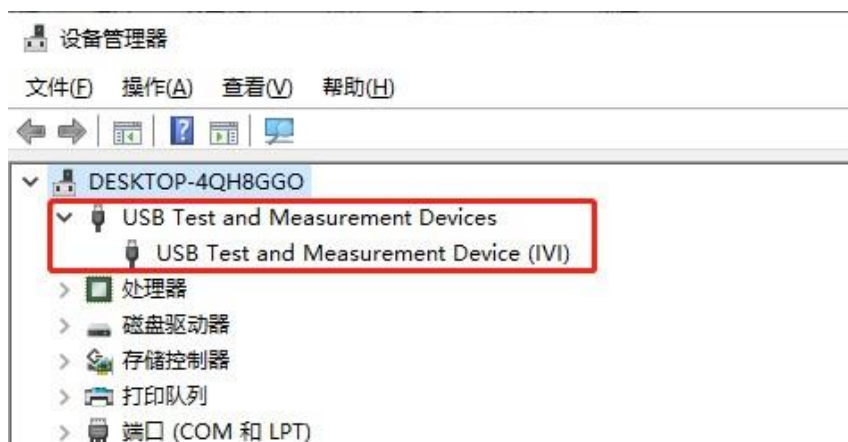 设备管理器
文件(F) 操作(A) 查看(V) 帮助(H)
DESKTOP-4QH8GGO
USB Test and Measurement Devices
USB Test and Measurement Device (IVI)
处理器
磁盘驱动器
存储控制器
打印队列
端口 (COM 和 LPT)